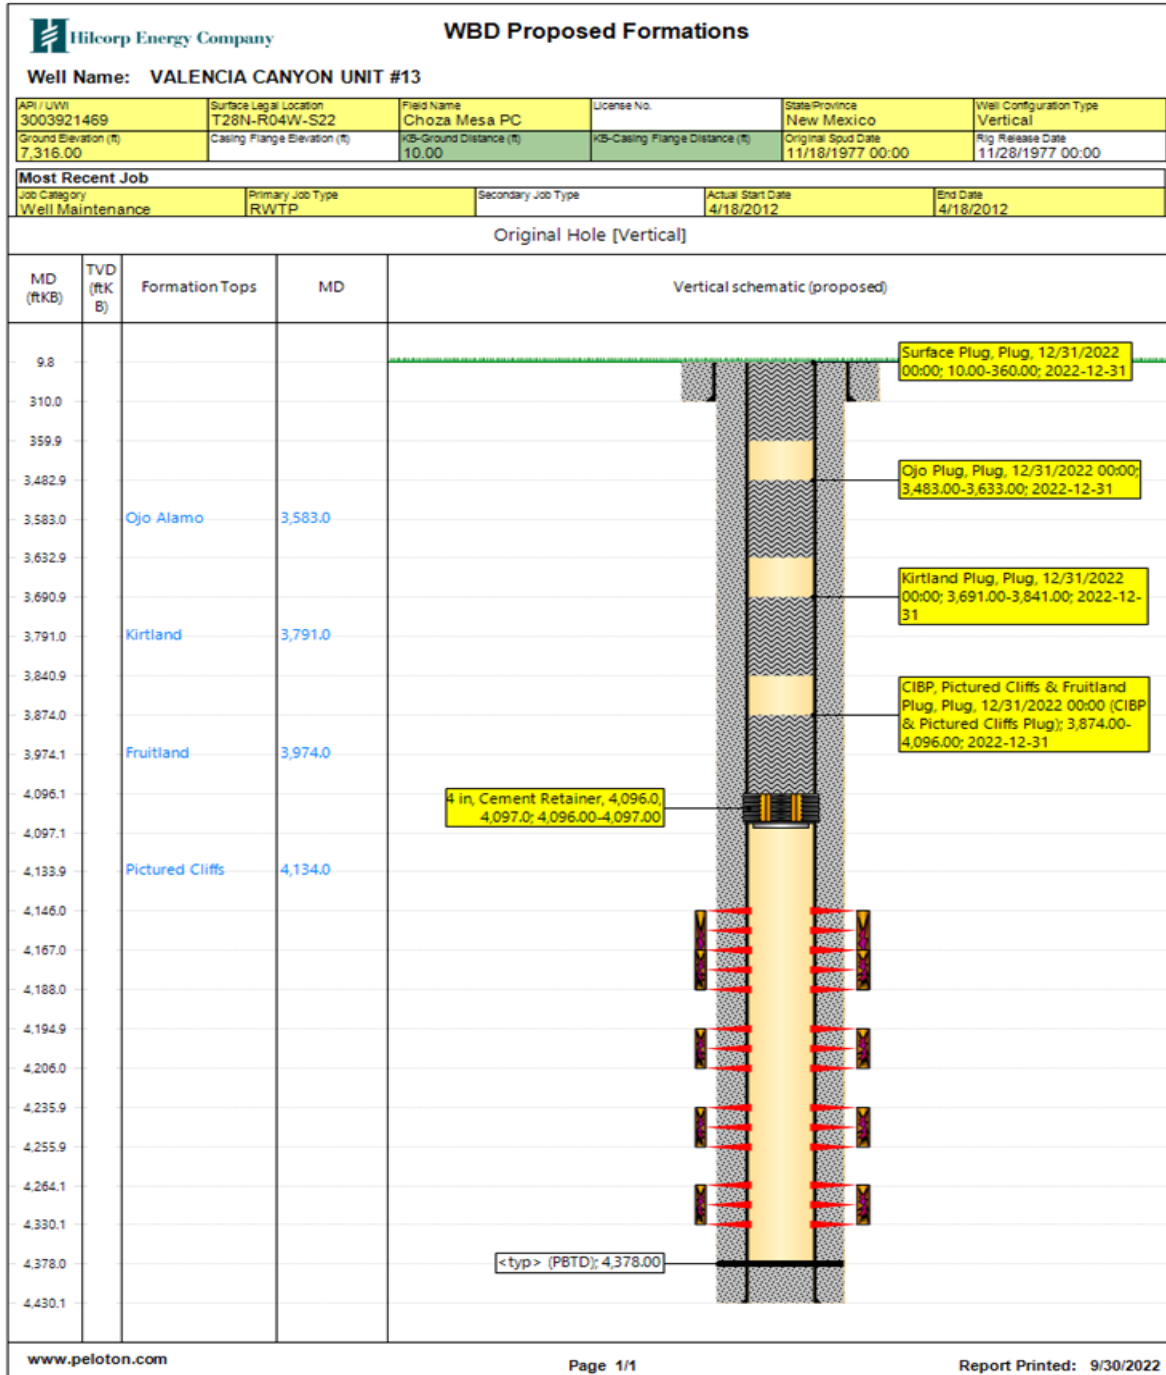 Hilcorp Energy Company
WBD Proposed Formations
Well Name: VALENCIA CANYON UNIT #13
API / UWI
3003921469
Surface Legal Location
T28N-R04W-S22
Field Name
Choza Mesa PC
License No.
State/Province
New Mexico
Well Configuration Type
Vertical
Ground Elevation (ft)
7,316.00
Casing Flange Elevation (ft)
KB-Ground Distance (ft)
10.00
KB-Casing Flange Distance (ft)
Original Spud Date
11/18/1977 00:00
Rig Release Date
11/28/1977 00:00
Most Recent Job
Job Category
Well Maintenance
Primary Job Type
RWTP
Secondary Job Type
Actual Start Date
4/18/2012
End Date
4/18/2012
Original Hole [Vertical]
MD
(ftKB)
TVD
(ftK
B)
Formation Tops
MD
Vertical schematic (proposed)
9.8
Surface Plug, Plug, 12/31/2022
00:00; 10.00-360.00; 2022-12-31
310.0
359.9
3,482.9
Ojo Plug, Plug, 12/31/2022 00:00;
3,483.00-3,633.00; 2022-12-31
3,583.0
Ojo Alamo
3,583.0
3,632.9
3,690.9
Kirtland Plug, Plug, 12/31/2022
00:00; 3,691.00-3,841.00; 2022-12-
31
3,791.0
Kirtland
3,791.0
3,840.9
3,874.0
CIBP, Pictured Cliffs & Fruitland
Plug, Plug, 12/31/2022 00:00 (CIBP
& Pictured Cliffs Plug); 3,874.00-
4,096.00; 2022-12-31
3,974.1
Fruitland
3,974.0
4,096.1
4 in, Cement Retainer, 4,096.0,
4,097.0; 4,096.00-4,097.00
4,097.1
4,133.9
Pictured Cliffs
4,134.0
4,146.0
4,167.0
4,188.0
4,194.9
4,206.0
4,235.9
4,255.9
4,264.1
4,330.1
4,378.0
<typ> (PBTD); 4,378.00
4,430.1
www.peloton.com
Page 1/1
Report Printed: 9/30/2022